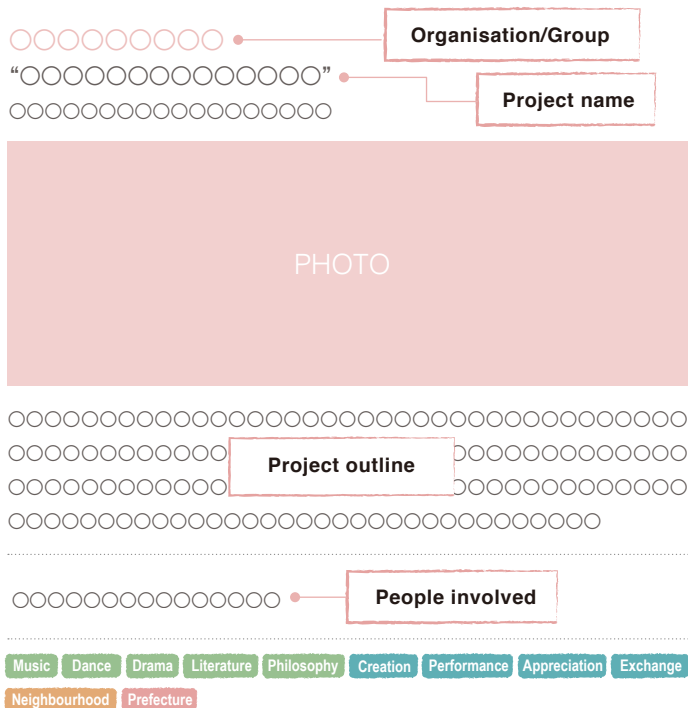 ○○○○○○○○○ Organisation/Group
“○○○○○○○○○○○○○○” Project name
○○○○○○○○○○○○○○○○○○
PHOTO
○○○○○○○○○○○○○○○○○○○○○○○○○○○○○○○○○○○○○
○○○○○○○○○○○○ Project outline ○○○○○○○○○○○○○
○○○○○○○○○○○○ ○○○○○○○○○○○○○
○○○○○○○○○○○○○○○○○○○○○○○○○○○○○○○○
○○○○○○○○○○○○○○○ People involved
Music Dance Drama Literature Philosophy Creation Performance Appreciation Exchange
Neighbourhood Prefecture